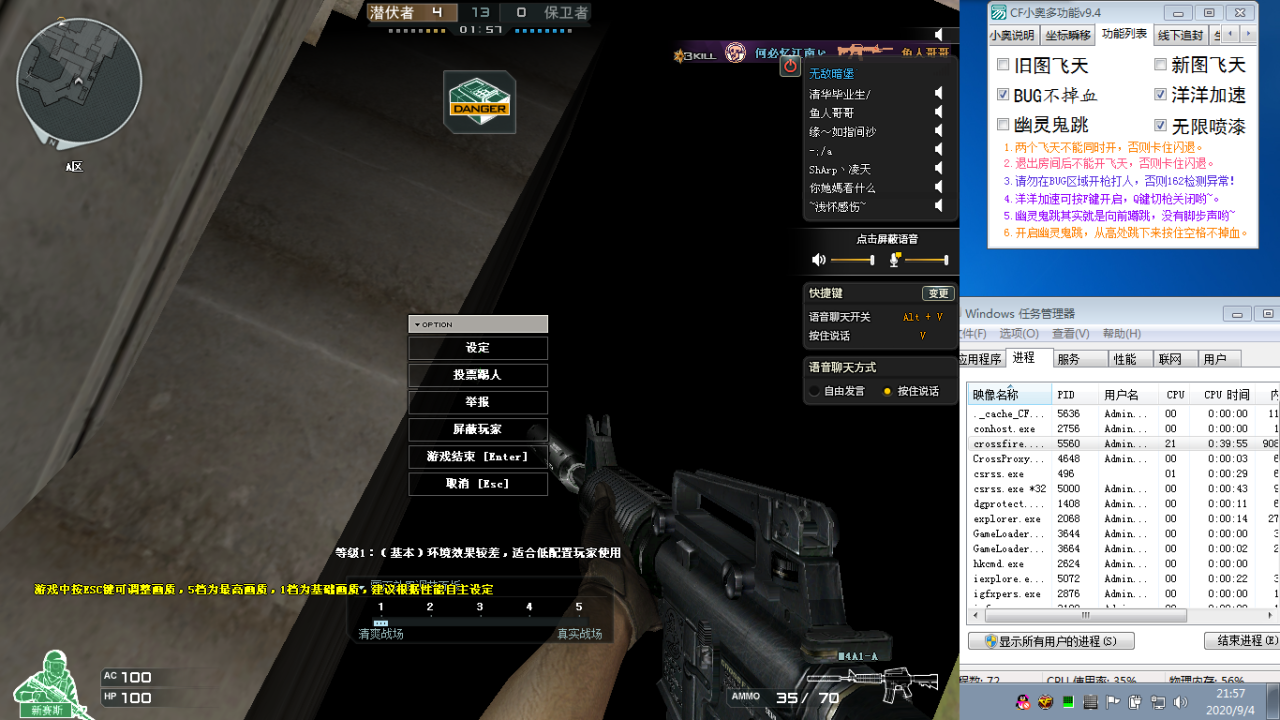 潜伏者 4 13 0 保卫者
01:57
3KILL 何必忆江南 鱼人哥哥
DANGER
A区
无敌暗堡
清华毕业生/
鱼人哥哥
缘～如指间沙
-;/a
ShArp丶凌天
你她媽看什么
~浅怀感伤~
点击屏蔽语音
快捷键 变更
语音聊天开关 Alt + V
按住说话 V
语音聊天方式
自由发言 按住说话
OPTION
设定
投票踢人
举报
屏蔽玩家
游戏结束 [Enter]
取消 [Esc]
等级1：（基本）环境效果较差，适合低配置玩家使用
游戏中按ESC键可调整画质，5档为最高画质，1档为基础画质，建议根据性能自主设定
1 2 3 4 5
清爽战场 真实战场
AC 100
HP 100
新赛斯
M4A1-A
AMMO 35/ 70
CF小奥多功能v9.4
小奥说明 坐标瞬移 功能列表 线下追封
旧图飞天 新图飞天
BUG不掉血 洋洋加速
幽灵鬼跳 无限喷漆
1.两个飞天不能同时开，否则卡住闪退。
2.退出房间后不能开飞天，否则卡住闪退。
3.请勿在BUG区域开枪打人，否则162检测异常！
4.洋洋加速可按F键开启，Q键切枪关闭哟~。
5.幽灵鬼跳其实就是向前蹲跳，没有脚步声哟~
6.开启幽灵鬼跳，从高处跳下来按住空格不掉血。
Windows 任务管理器
文件(F) 选项(O) 查看(V) 帮助(H)
应用程序 进程 服务 性能 联网 用户
映像名称 PID 用户名 CPU CPU 时间 内
._cache_CF... 5636 Admin... 00 0:00:00 11
conhost.exe 2756 Admin... 00 0:00:00 1
crossfire.... 5560 Admin... 21 0:39:55 908
CrossProxy... 4648 Admin... 00 0:00:03 6
csrss.exe 496 01 0:00:29 6
csrss.exe *32 5000 Admin... 00 0:00:43 9
dgprotect.... 1408 Admin... 00 0:00:11 6
explorer.exe 2068 Admin... 00 0:00:14 27
GameLoader... 3644 Admin... 00 0:00:00 3
GameLoader... 3664 Admin... 00 0:00:02 6
hkcmd.exe 2624 Admin... 00 0:00:00 1
iexplore.e... 5072 Admin... 00 0:00:22 3
igfxpers.exe 2876 Admin... 00 0:00:00 1
显示所有用户的进程(S) 结束进程(E)
程数: 72 CPU 使用率: 35% 物理内存: 56%
21:57
2020/9/4